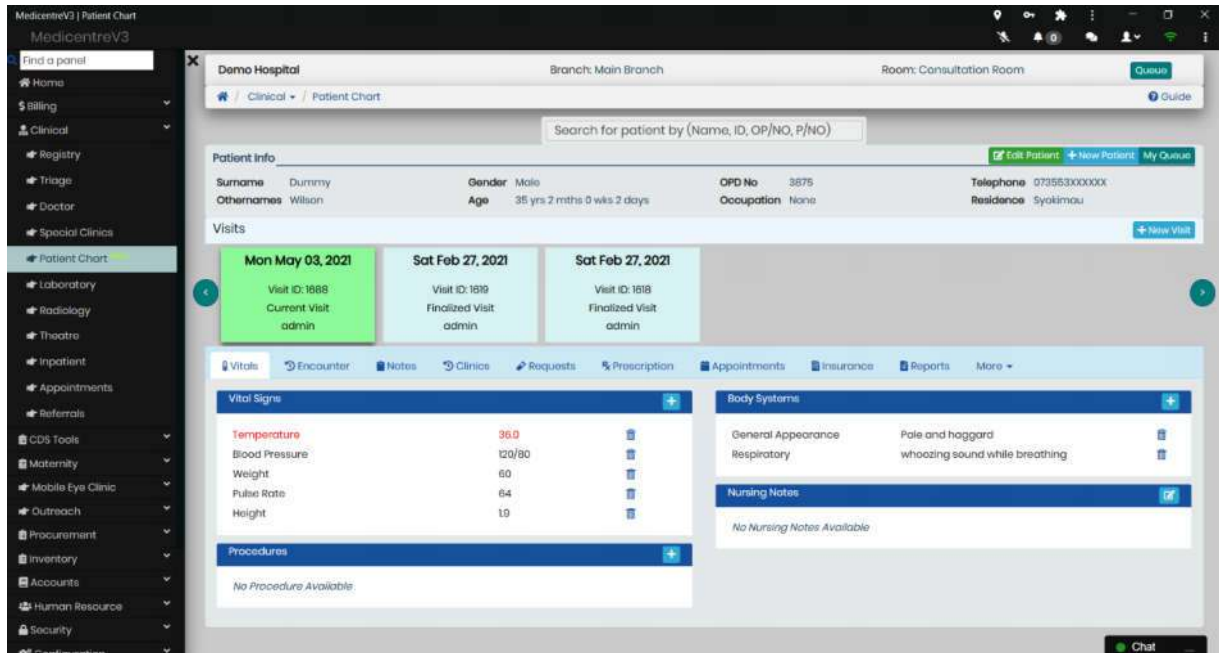 MedicentreV3 | Patient Chart
MedicentreV3
0
Find a panel
Home
Billing
Clinical
Registry
Triage
Doctor
Special Clinics
Patient Chart
Laboratory
Radiology
Theatre
Inpatient
Appointments
Referrals
CDS Tools
Maternity
Mobile Eye Clinic
Outreach
Procurement
Inventory
Accounts
Human Resource
Security
Configuration
Demo Hospital Branch: Main Branch Room: Consultation Room Queue
/ Clinical / Patient Chart Guide
Search for patient by (Name, ID, OP/NO, P/NO)
Patient Info Edit Patient + New Patient My Queue
Surname Dummy Gender Male OPD No 3875 Telephone 073553XXXXXX
Othernames Wilson Age 35 yrs 2 mths 0 wks 2 days Occupation None Residence Syokimau
Visits + New Visit
Mon May 03, 2021
Visit ID: 1688
Current Visit
admin
Sat Feb 27, 2021
Visit ID: 1619
Finalized Visit
admin
Sat Feb 27, 2021
Visit ID: 1618
Finalized Visit
admin
Vitals Encounter Notes Clinics Requests Prescription Appointments Insurance Reports More
Vital Signs
Temperature 36.0
Blood Pressure 120/80
Weight 60
Pulse Rate 64
Height 1.9
Procedures
No Procedure Available
Body Systems
General Appearance Pale and haggard
Respiratory whoozing sound while breathing
Nursing Notes
No Nursing Notes Available
Chat